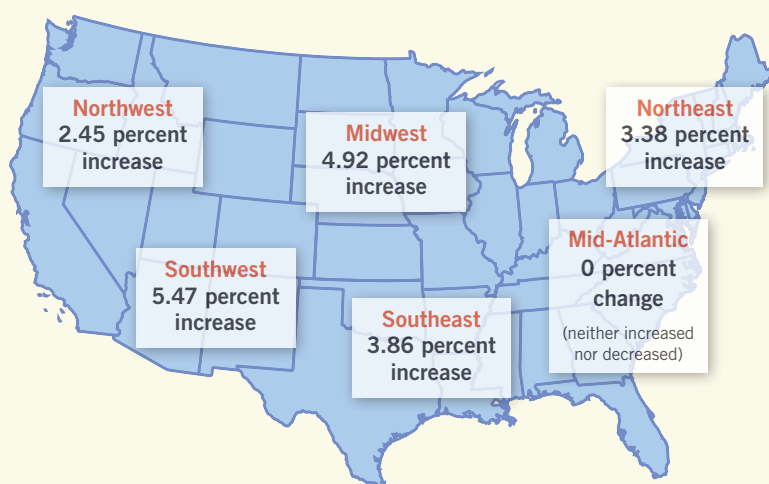 Northwest
2.45 percent
increase
Midwest
4.92 percent
increase
Northeast
3.38 percent
increase
Southwest
5.47 percent
increase
Southeast
3.86 percent
increase
Mid-Atlantic
0 percent
change
(neither increased
nor decreased)